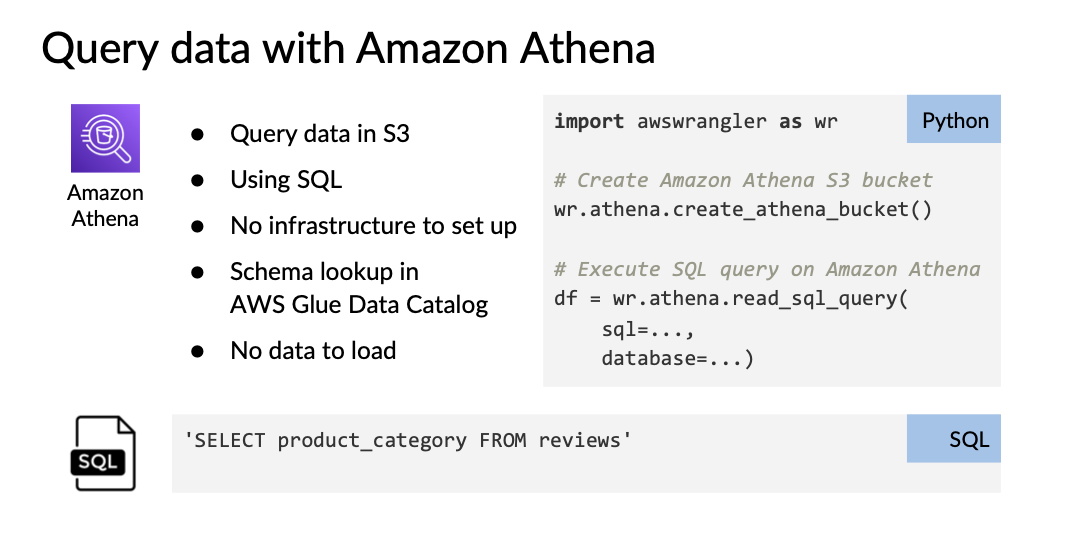 Query data with Amazon Athena
Amazon
Athena
● Query data in S3
● Using SQL
● No infrastructure to set up
● Schema lookup in
AWS Glue Data Catalog
● No data to load
Python
import awswrangler as wr
# Create Amazon Athena S3 bucket
wr.athena.create_athena_bucket()
# Execute SQL query on Amazon Athena
df = wr.athena.read_sql_query(
    sql=...,
    database=...)
SQL
'SELECT product_category FROM reviews'
SQL